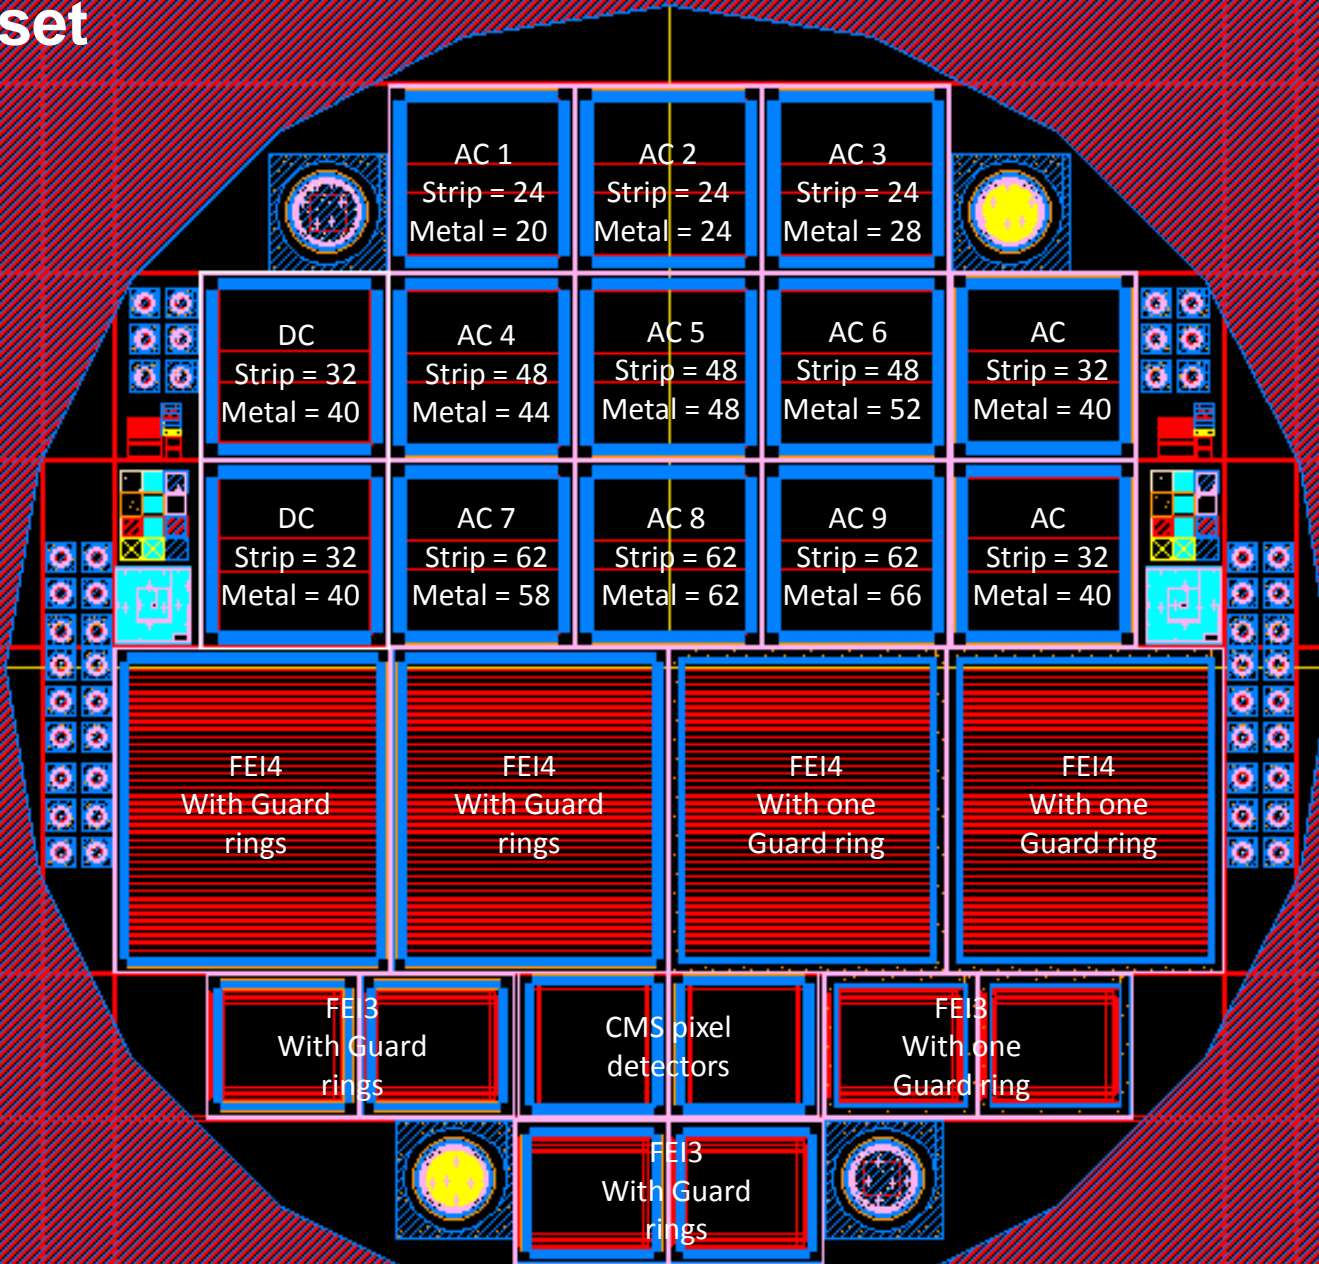 set
AC 1
Strip = 24
Metal = 20
AC 2
Strip = 24
Metal = 24
AC 3
Strip = 24
Metal = 28
DC
Strip = 32
Metal = 40
AC 4
Strip = 48
Metal = 44
AC 5
Strip = 48
Metal = 48
AC 6
Strip = 48
Metal = 52
AC
Strip = 32
Metal = 40
DC
Strip = 32
Metal = 40
AC 7
Strip = 62
Metal = 58
AC 8
Strip = 62
Metal = 62
AC 9
Strip = 62
Metal = 66
AC
Strip = 32
Metal = 40
FEI4
With Guard
rings
FEI4
With Guard
rings
FEI4
With one
Guard ring
FEI4
With one
Guard ring
FEI3
With Guard
rings
CMS pixel
detectors
FEI3
With one
Guard ring
FEI3
With Guard
rings